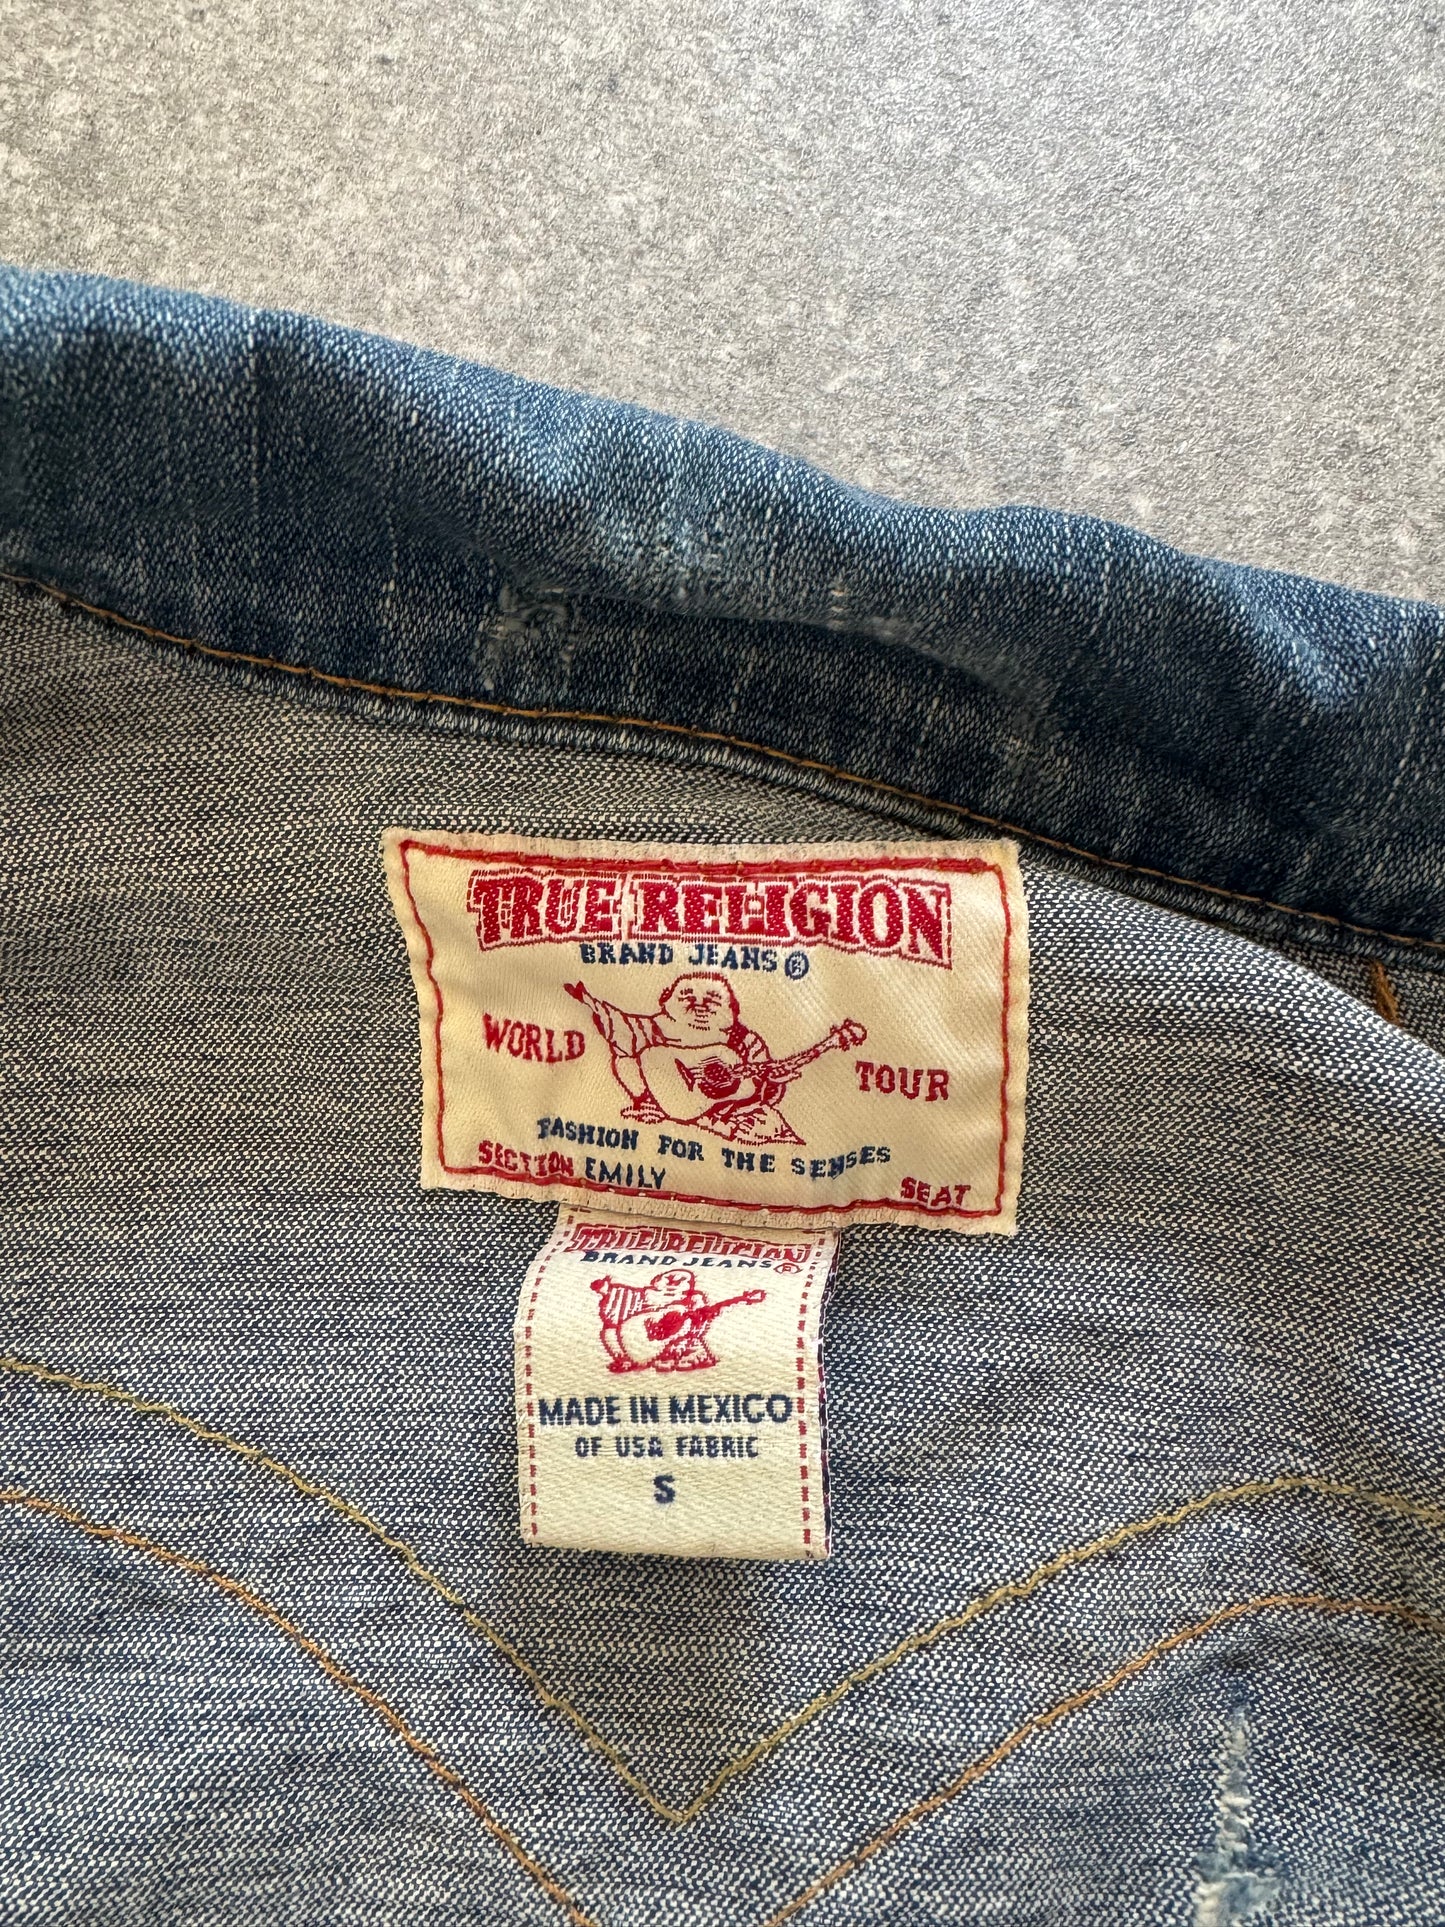 TRUE RELIGION
BRAND JEANS®
WORLD TOUR
FASHION FOR THE SENSES
SECTION EMILY SEAT
TRUE RELIGION
BRAND JEANS®
MADE IN MEXICO
OF USA FABRIC
S